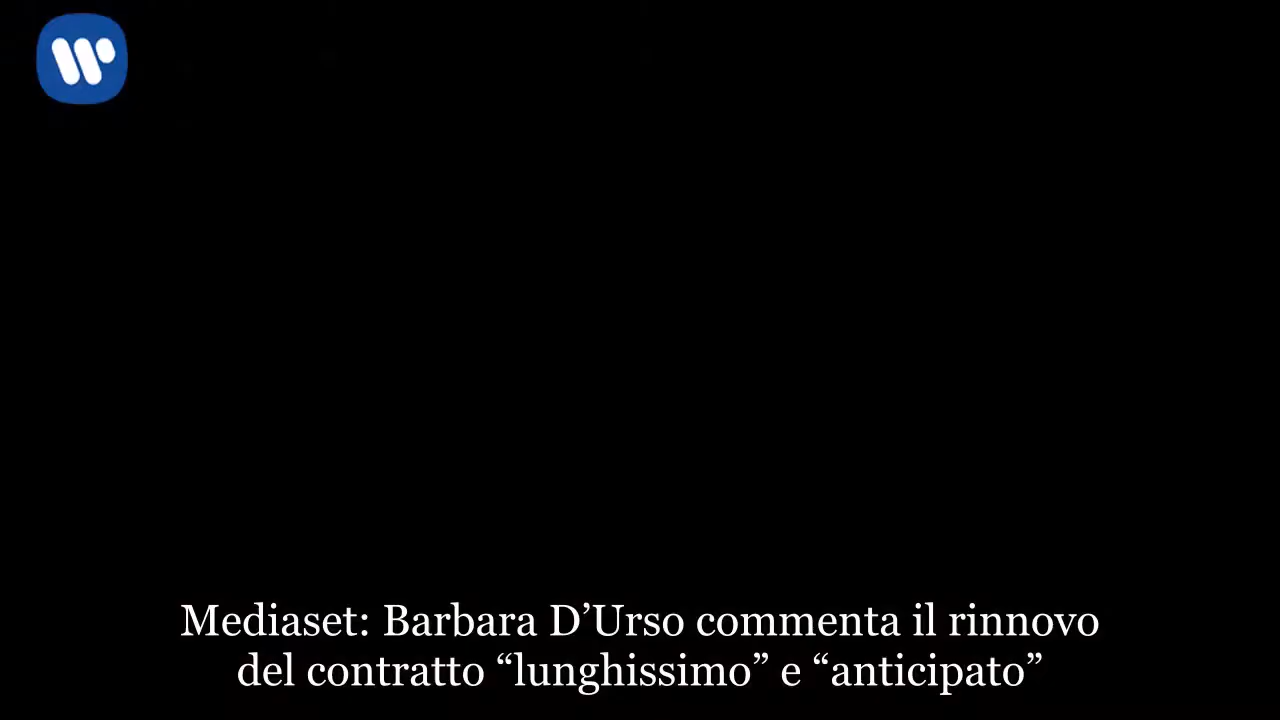 Mediaset: Barbara D’Urso commenta il rinnovo
del contratto “lunghissimo” e “anticipato”